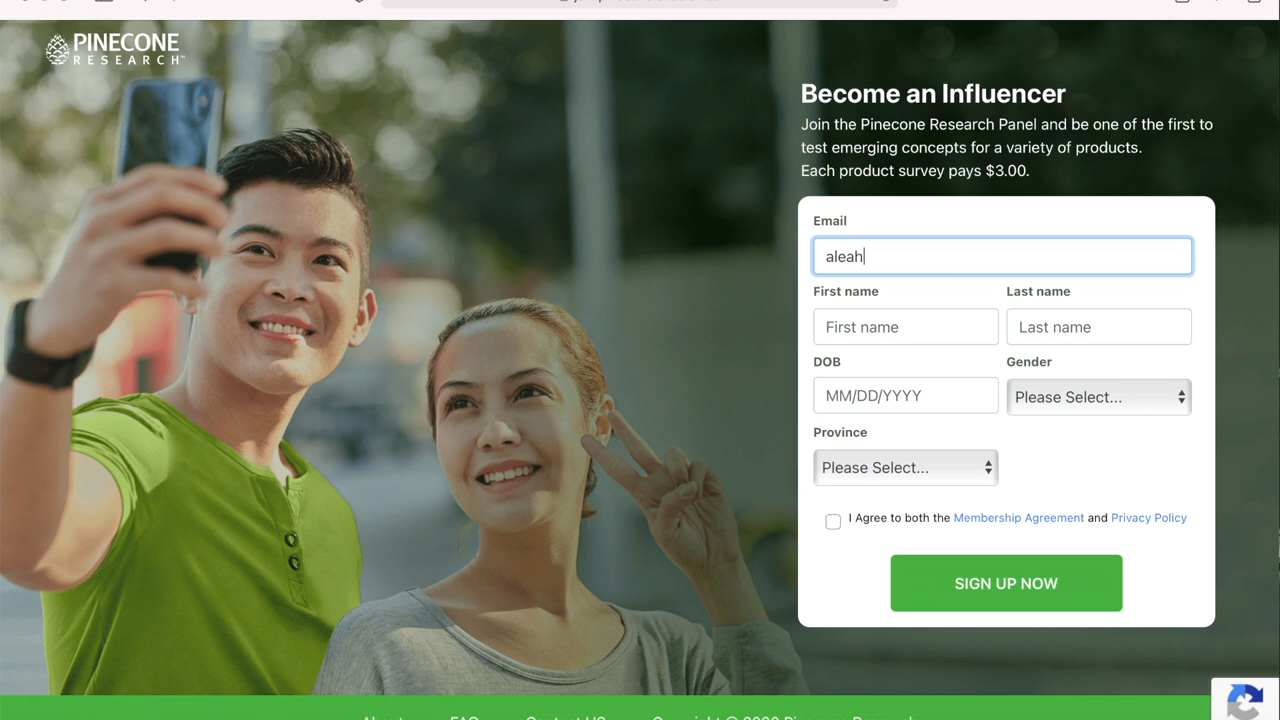 PINECONE
RESEARCH™
Become an Influencer
Join the Pinecone Research Panel and be one of the first to
test emerging concepts for a variety of products.
Each product survey pays $3.00.
Email
aleah
First name
Last name
First name
Last name
DOB
Gender
MM/DD/YYYY
Please Select...
Province
Please Select...
I Agree to both the Membership Agreement and Privacy Policy
SIGN UP NOW